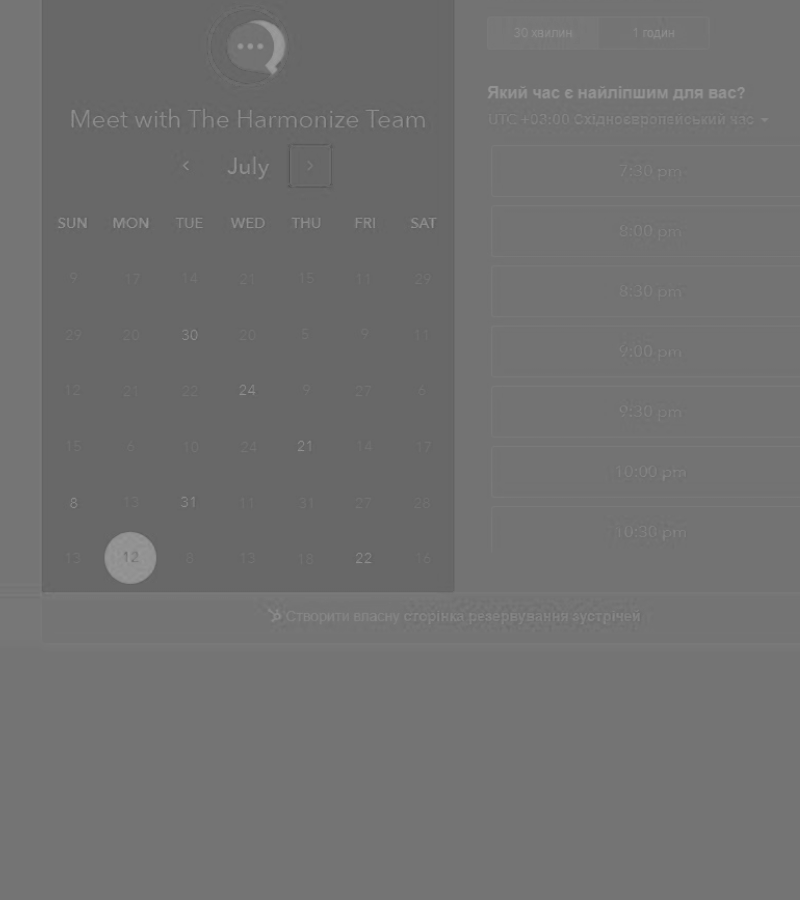 Meet with The Harmonize Team
July
SUN MON TUE WED THU FRI SAT
9 17 14 21 15 11 29
29 20 30 20 5 9 11
12 21 22 24 9 27 6
15 6 10 24 21 14 17
8 13 31 11 31 27 28
13 12 8 13 18 22 16
30 хвилин 1 годин
Який час є найліпшим для вас?
UTC +03:00 Східноєвропейський час
7:30 pm
8:00 pm
8:30 pm
9:00 pm
9:30 pm
10:00 pm
10:30 pm
Створити власну сторінка резервування зустрічей